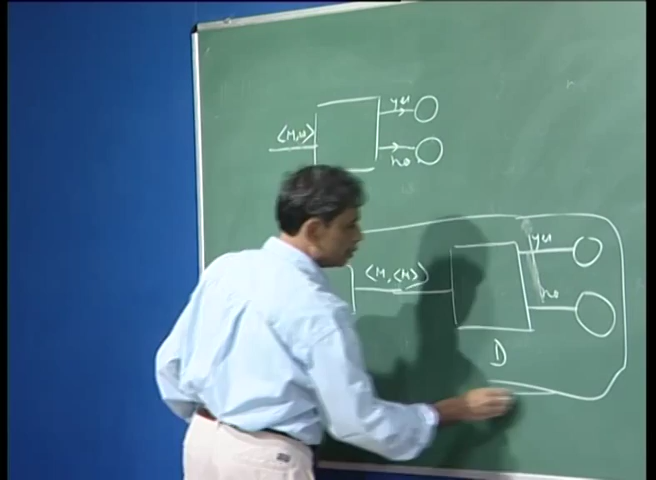 yes
⟨M,w⟩
no
yes
⟨M,⟨M⟩⟩
no
D